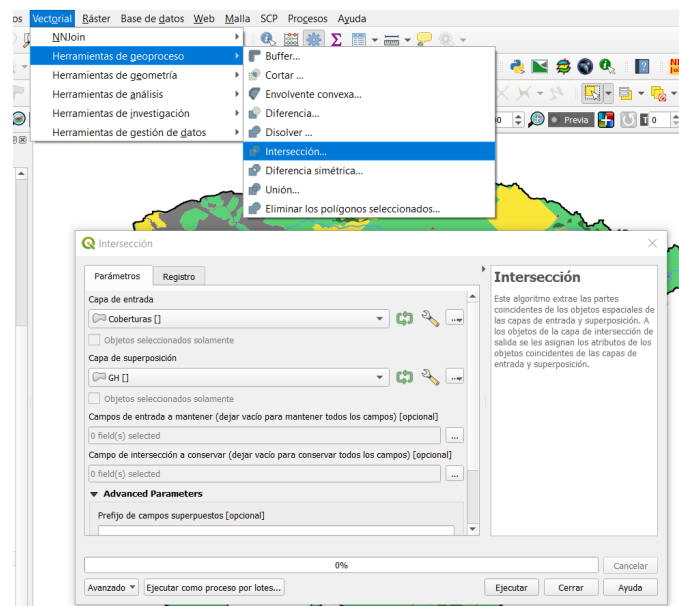 os Vectorial Ráster Base de datos Web Malla SCP Procesos Ayuda
NNJoin
Herramientas de geoproceso
Herramientas de geometría
Herramientas de análisis
Herramientas de investigación
Herramientas de gestión de datos
Buffer...
Cortar ...
Envolvente convexa...
Diferencia...
Disolver ...
Intersección...
Diferencia simétrica...
Unión...
Eliminar los polígonos seleccionados...
Previa
0
Intersección
Parámetros Registro
Capa de entrada
Coberturas []
Objetos seleccionados solamente
Capa de superposición
GH []
Objetos seleccionados solamente
Campos de entrada a mantener (dejar vacío para mantener todos los campos) [opcional]
0 field(s) selected
...
Campo de intersección a conservar (dejar vacío para conservar todos los campos) [opcional]
0 field(s) selected
...
Advanced Parameters
Prefijo de campos superpuestos [opcional]
Intersección
Este algoritmo extrae las partes
coincidentes de los objetos espaciales de
las capas de entrada y superposición. A
los objetos de la capa de intersección de
salida se les asignan los atributos de los
objetos coincidentes de las capas de
entrada y superposición.
0%
Cancelar
Avanzado Ejecutar como proceso por lotes...
Ejecutar Cerrar Ayuda